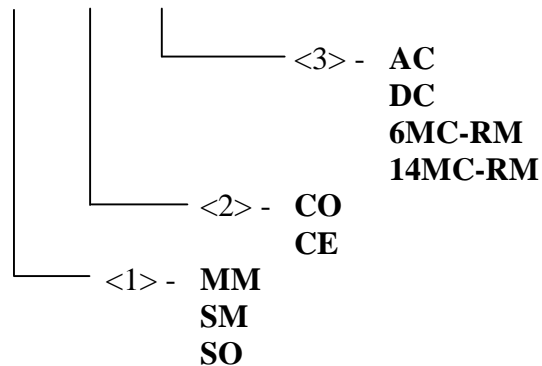 <3> - AC
DC
6MC-RM
14MC-RM
<2> - CO
CE
<1> - MM
SM
SO